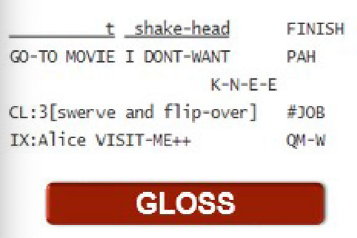 t shake-head FINISH
GO-TO MOVIE I DONT-WANT PAH
K-N-E-E
CL:3[swerve and flip-over] #JOB
IX:Alice VISIT-ME++ QM-W
GLOSS